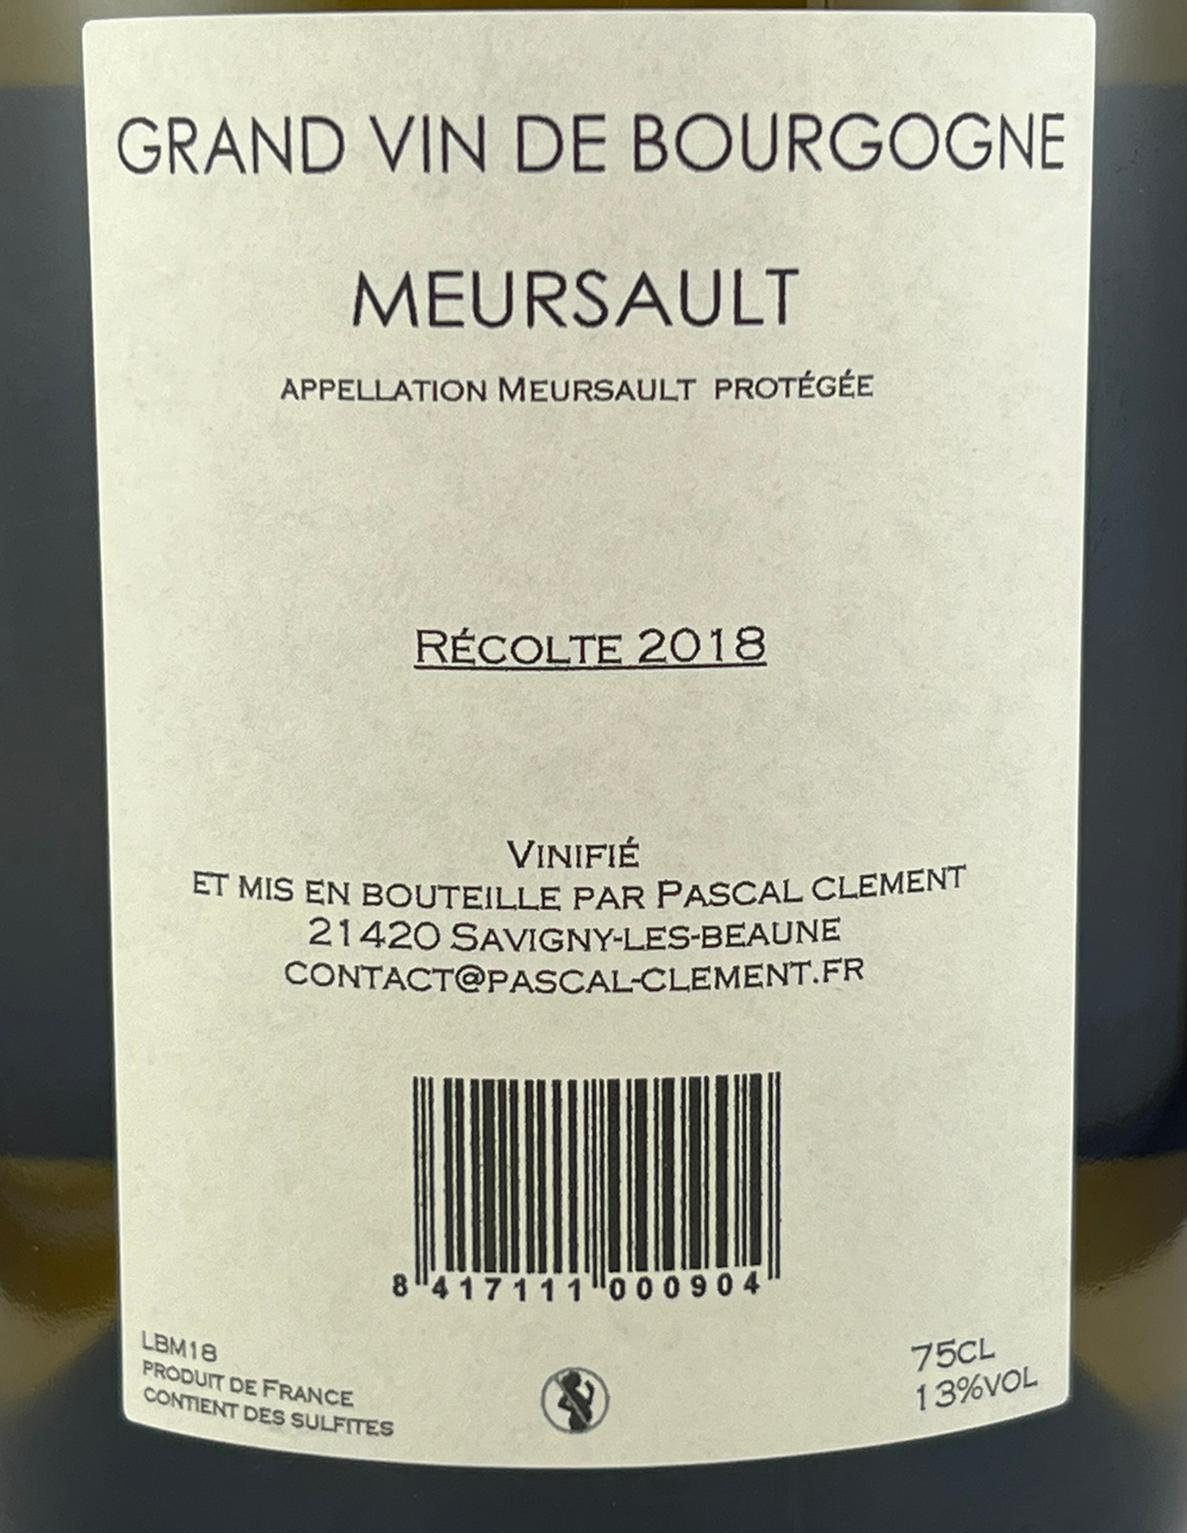 GRAND VIN DE BOURGOGNE
MEURSAULT
APPELLATION MEURSAULT PROTÉGÉE
RÉCOLTE 2018
VINIFIÉ
ET MIS EN BOUTEILLE PAR PASCAL CLEMENT
21420 SAVIGNY-LES-BEAUNE
CONTACT@PASCAL-CLEMENT.FR
8 417111 000904
LBM18
PRODUIT DE FRANCE
CONTIENT DES SULFITES
75CL
13%VOL